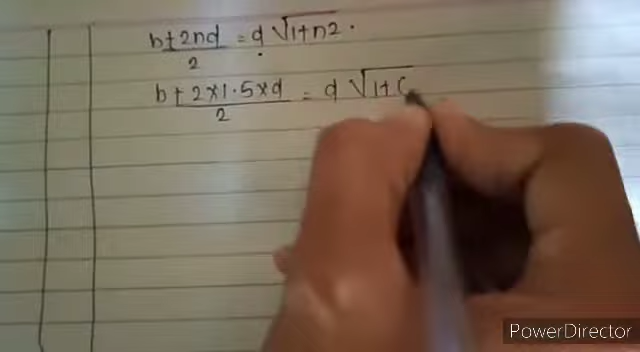 b+2nd/2 = d √1+n2.
b+2×1.5×d/2 = d √1+(
PowerDirector